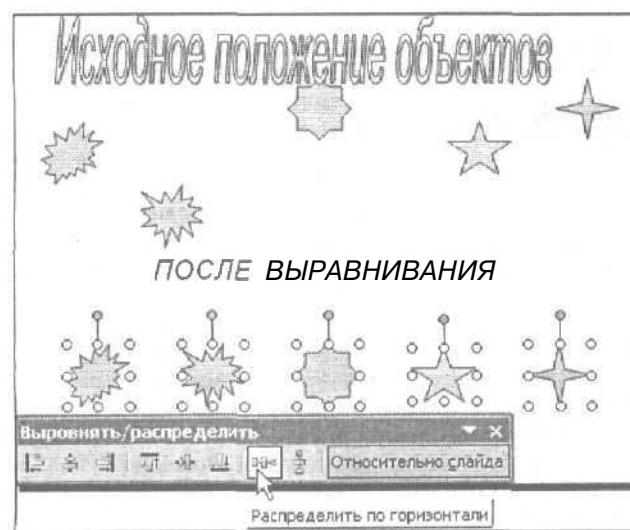 Исходное положение объектов
ПОСЛЕ ВЫРАВНИВАНИЯ
Выровнять/распределить
Относительно слайда
Распределить по горизонтали